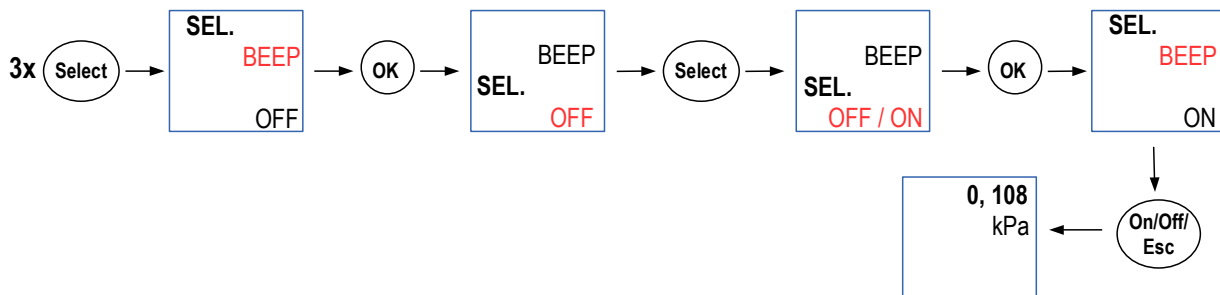 3x
Select
SEL.
BEEP
OFF
OK
BEEP
SEL.
OFF
Select
BEEP
SEL.
OFF / ON
OK
SEL.
BEEP
ON
On/Off/
Esc
0, 108
kPa